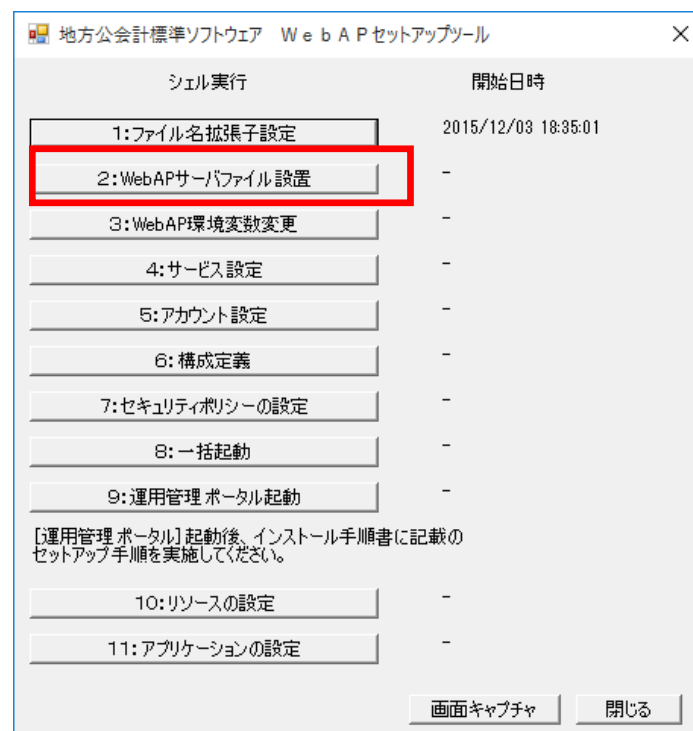 地方公会計標準ソフトウェア　ＷｅｂＡＰセットアップツール
シェル実行 開始日時
1:ファイル名拡張子設定 2015/12/03 18:35:01
2:WebAPサーバファイル設置 -
3:WebAP環境変数変更 -
4:サービス設定 -
5:アカウント設定 -
6:構成定義 -
7:セキュリティポリシーの設定 -
8:一括起動 -
9:運用管理ポータル起動 -
[運用管理ポータル]起動後、インストール手順書に記載の
セットアップ手順を実施してください。
10:リソースの設定 -
11:アプリケーションの設定 -
画面キャプチャ 閉じる